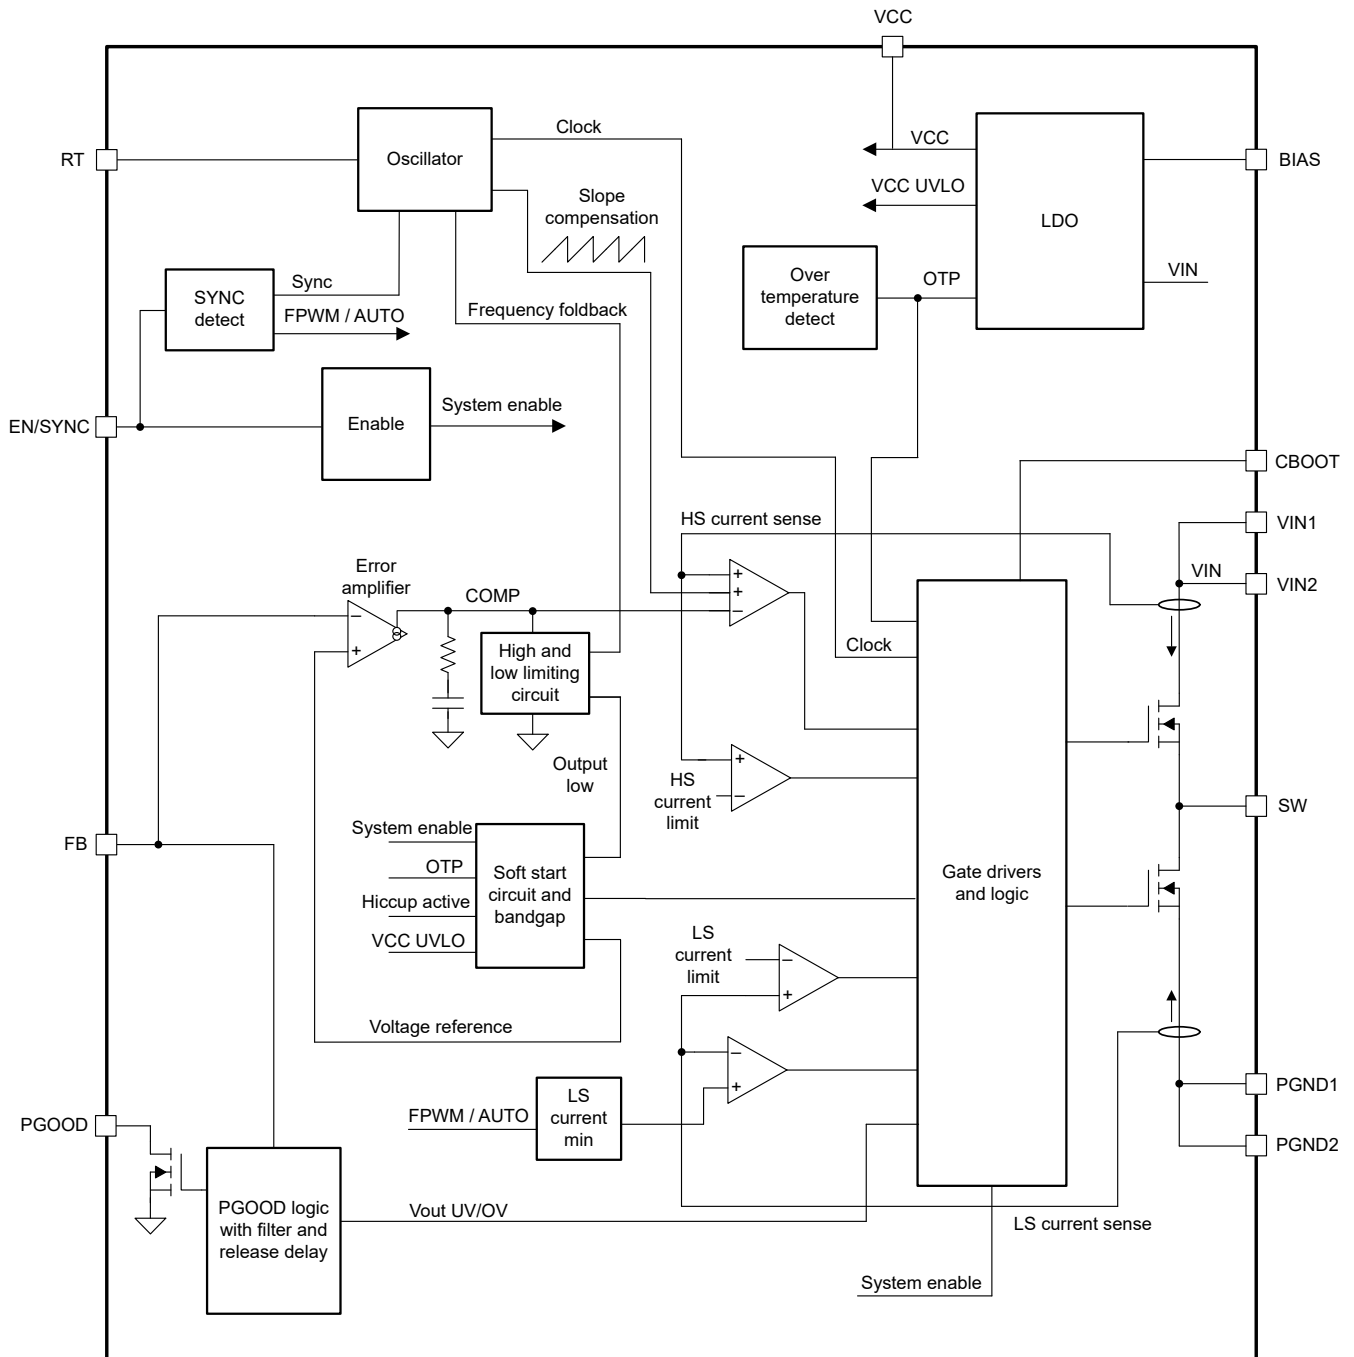 VCC
RT
Oscillator
Clock
VCC
VCC UVLO
LDO
BIAS
Slope
compensation
Over
temperature
detect
OTP
VIN
SYNC
detect
Sync
FPWM / AUTO
Frequency foldback
EN/SYNC
Enable
System enable
CBOOT
HS current sense
VIN1
VIN
VIN2
Error
amplifier
COMP
−
+
+
+
−
High and
low limiting
circuit
Clock
Output
low
HS
current
limit
+
−
SW
FB
System enable
OTP
Hiccup active
VCC UVLO
Soft start
circuit and
bandgap
Gate drivers
and logic
LS
current
limit
−
+
Voltage reference
−
+
FPWM / AUTO
LS
current
min
PGND1
PGOOD
PGND2
PGOOD logic
with filter and
release delay
Vout UV/OV
LS current sense
System enable